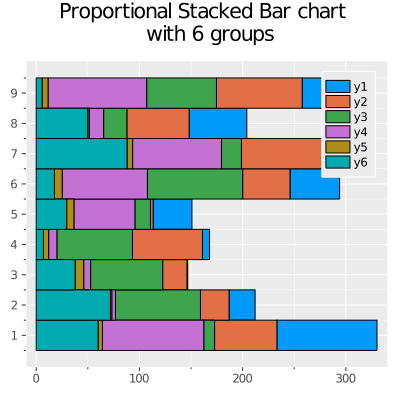 Proportional Stacked Bar chart
with 6 groups
9
8
7
6
5
4
3
2
1
y1
y2
y3
y4
y5
y6
0 100 200 300